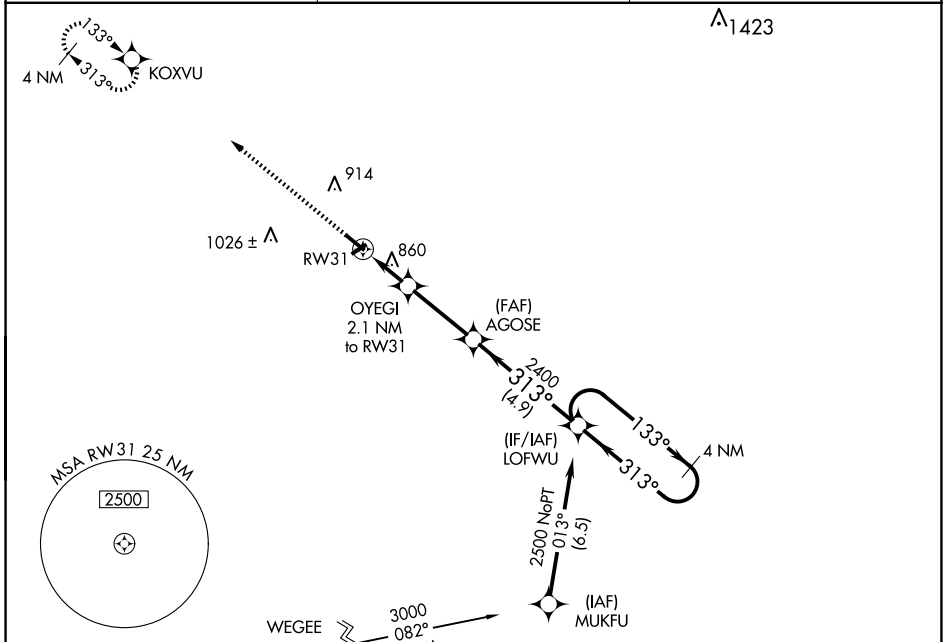 1423
133°
313°
4 NM
KOXVU
914
1026 ±
RW31
860
OYEGI
2.1 NM
to RW31
(FAF)
AGOSE
2400
313°
(4.9)
(IF/IAF)
LOFWU
133°
313°
4 NM
MSA RW31 25 NM
2500
2500 NoPT
013°
(6.5)
(IAF)
MUKFU
WEGEE
3000
082°